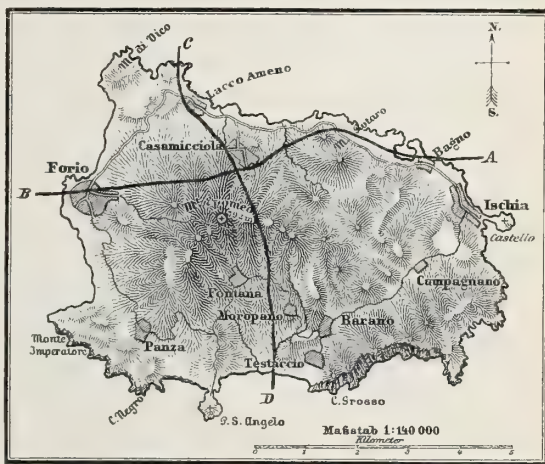 C
N.
M. di Vico
Lacco Ameno
S.
Casamicciola
M. Rotaro
Bagno
A
Forio
B
Ischia
Castello
Fontana
Campagnano
Moropano
Barano
Monte
Imperatore
Panza
Testaccio
C. Negro
D
C. Grosso
P. S. Angelo
Maßstab 1:140 000
Kilometer
0 1 2 3 4 5